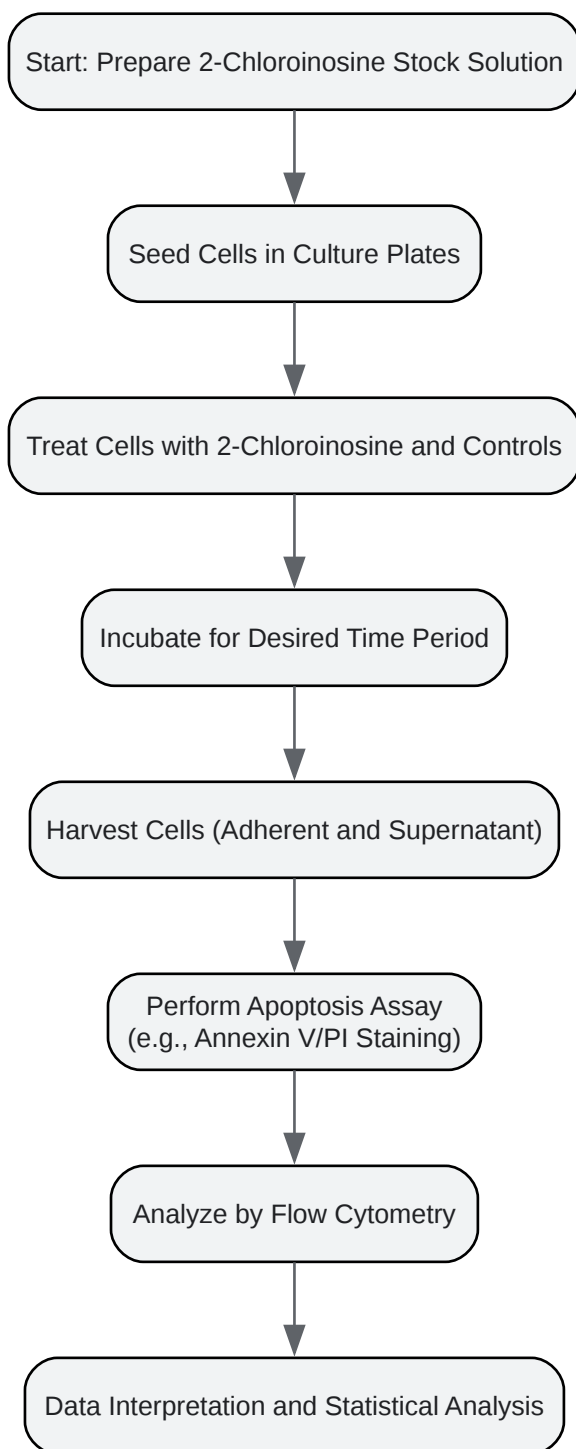 Start: Prepare 2-Chloroinosine Stock Solution
Seed Cells in Culture Plates
Treat Cells with 2-Chloroinosine and Controls
Incubate for Desired Time Period
Harvest Cells (Adherent and Supernatant)
Perform Apoptosis Assay
(e.g., Annexin V/PI Staining)
Analyze by Flow Cytometry
Data Interpretation and Statistical Analysis